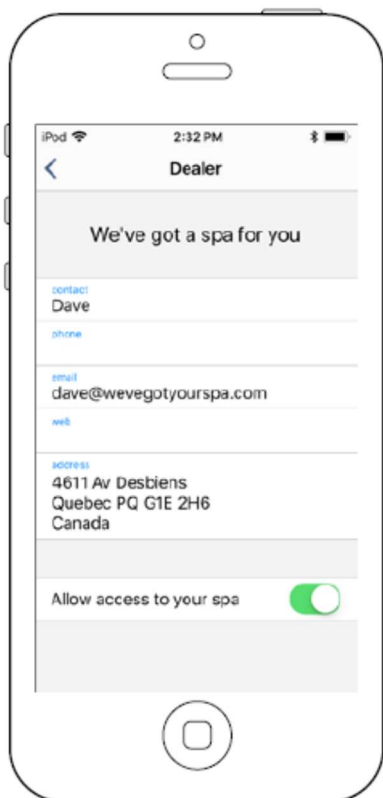 iPod
2:32 PM
Dealer
We've got a spa for you
contact
Dave
phone
email
dave@wevegotyourspa.com
web
address
4611 Av Desbiens
Quebec PQ G1E 2H6
Canada
Allow access to your spa